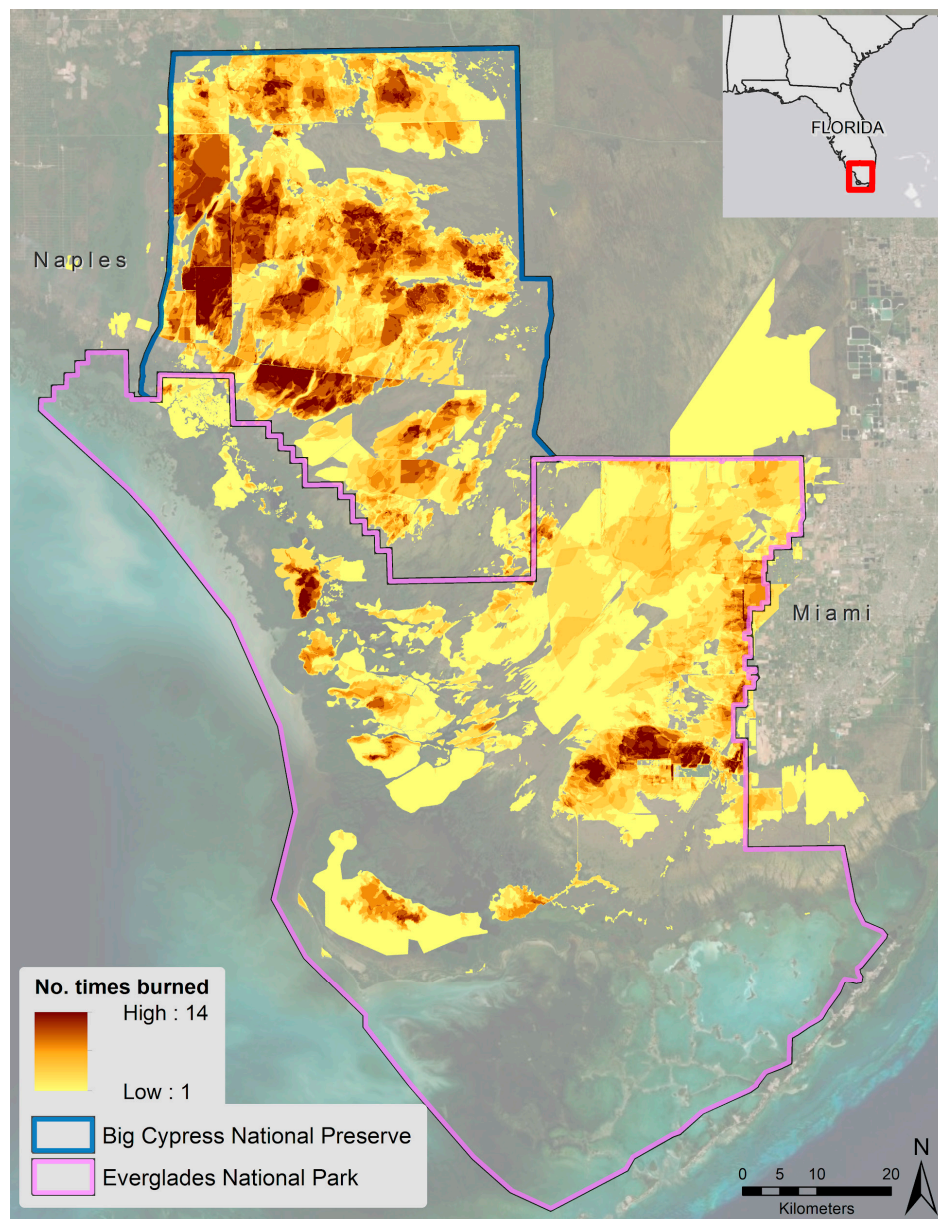 FLORIDA
Naples
Miami
No. times burned
High : 14
Low : 1
Big Cypress National Preserve
Everglades National Park
N
0 5 10 20
Kilometers